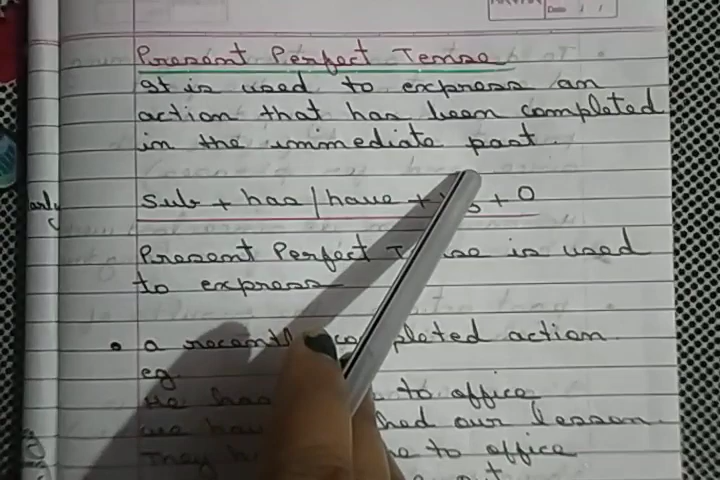 Date
Present Perfect Tense
It is used to express an
action that has been completed
in the immediate past.
Sub + has/have + + O
Present Perfect is used
to express
• a recently completed action
eg.
He has to office
We have our lesson.
They to office